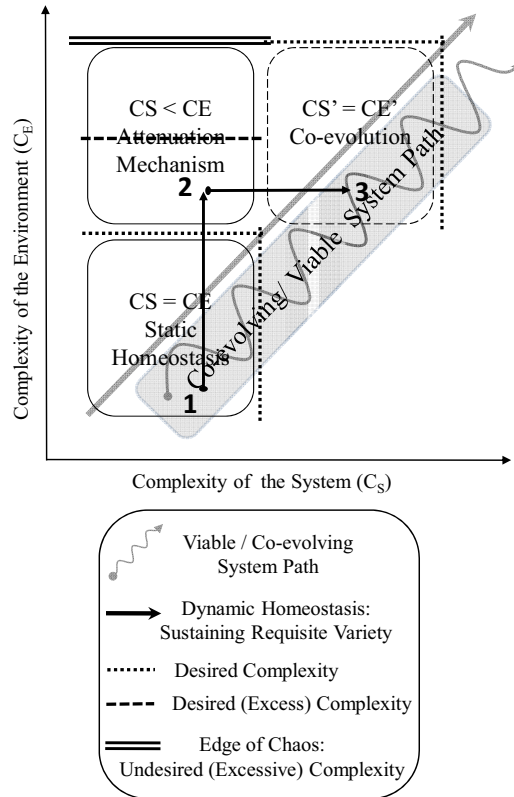 CS < CE
Attenuation
Mechanism
CS’ = CE’
Co-evolution
2
3
CS = CE
Static
Homeostasis
1
Co-evolving/ Viable System Path
Complexity of the Environment (CE)
Complexity of the System (CS)
Viable / Co-evolving
System Path
Dynamic Homeostasis:
Sustaining Requisite Variety
Desired Complexity
Desired (Excess) Complexity
Edge of Chaos:
Undesired (Excessive) Complexity